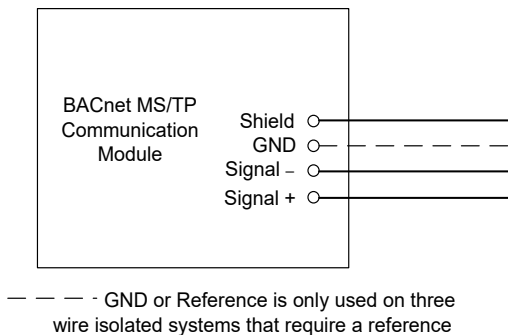 BACnet MS/TP
Communication
Module
Shield
GND
Signal –
Signal +
GND or Reference is only used on three
wire isolated systems that require a reference